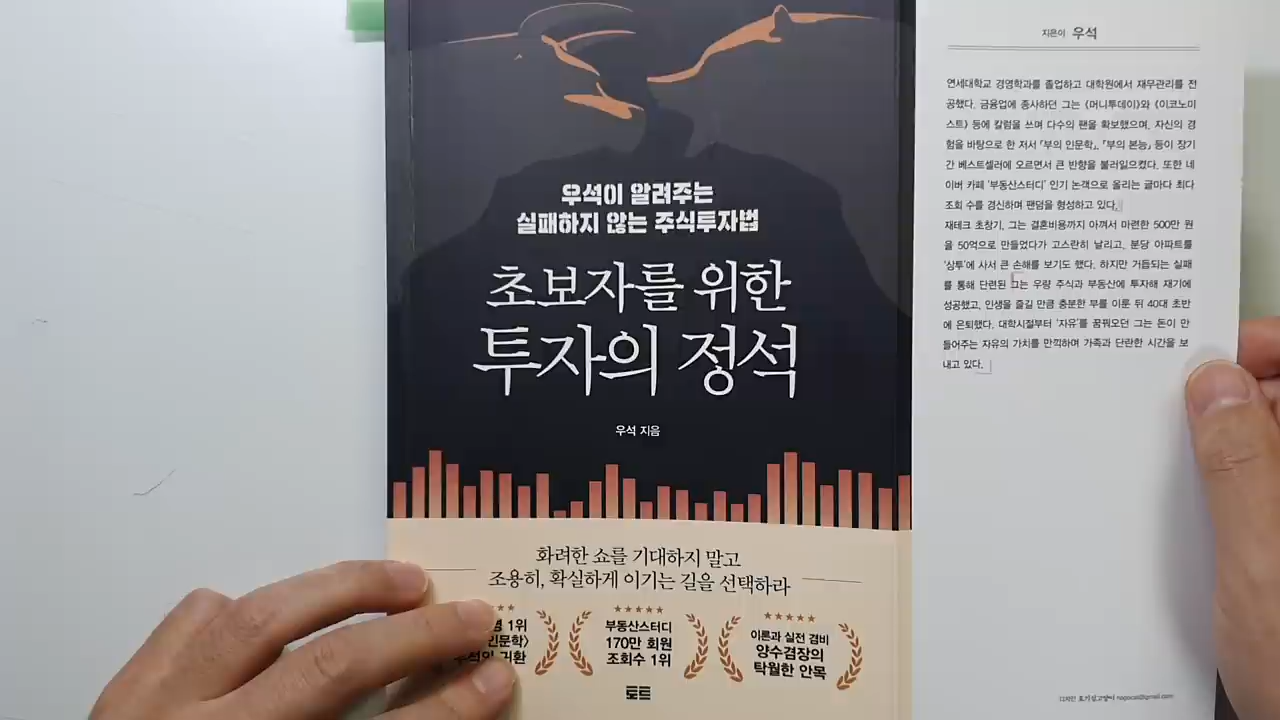 우석이 알려주는
실패하지 않는 주식투자법
초보자를 위한
투자의 정석
우석 지음
화려한 쇼를 기대하지 말고
조용히, 확실하게 이기는 길을 선택하라
1위
인문학>
귀환
부동산스터디
170만 회원
조회수 1위
이론과 실전 겸비
양수겸장의
탁월한 안목
토트
지은이 우석
연세대학교 경영학과를 졸업하고 대학원에서 재무관리를 전
공했다. 금융업에 종사하던 그는 <머니투데이>와 <이코노미
스트> 등에 칼럼을 쓰며 다수의 팬을 확보했으며, 자신의 경
험을 바탕으로 한 저서 「부의 인문학」, 「부의 본능」 등이 장기
간 베스트셀러에 오르면서 큰 반향을 불러일으켰다. 또한 네
이버 카페 '부동산스터디' 인기 논객으로 올리는 글마다 최다
조회 수를 경신하며 팬덤을 형성하고 있다.
재테크 초창기, 그는 결혼비용까지 아껴서 마련한 500만 원
을 50억으로 만들었다가 고스란히 날리고, 분당 아파트를
'상투'에 사서 큰 손해를 보기도 했다. 하지만 거듭되는 실패
를 통해 단련된 그는 우량 주식과 부동산에 투자해 재기에
성공했고, 인생을 즐길 만큼 충분한 부를 이룬 뒤 40대 초반
에 은퇴했다. 대학시절부터 '자유'를 꿈꿔오던 그는 돈이 만
들어주는 자유의 가치를 만끽하며 가족과 단란한 시간을 보
내고 있다.
디자인